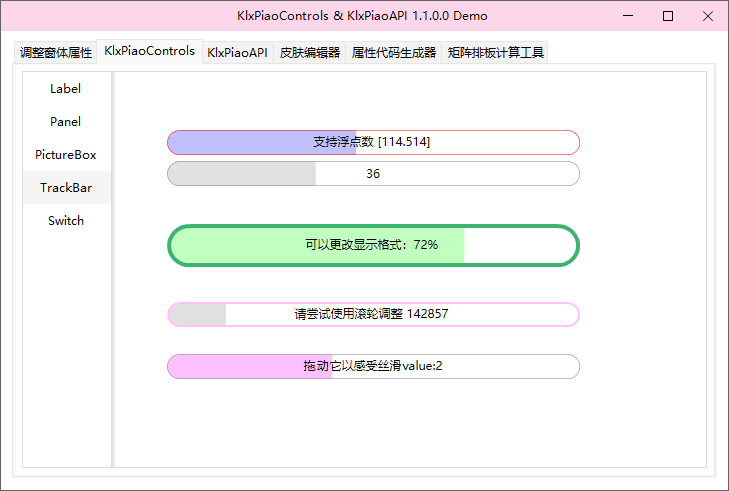 KlxPiaoControls & KlxPiaoAPI 1.1.0.0 Demo
调整窗体属性 KlxPiaoControls KlxPiaoAPI 皮肤编辑器 属性代码生成器 矩阵排板计算工具
Label
Panel
PictureBox
TrackBar
Switch
支持浮点数 [114.514]
36
可以更改显示格式：72%
请尝试使用滚轮调整 142857
拖动它以感受丝滑value:2